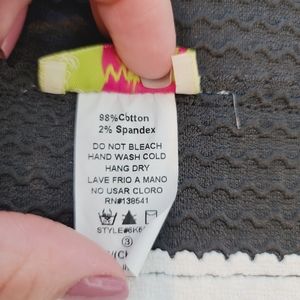 98%Cotton
2% Spandex
DO NOT BLEACH
HAND WASH COLD
HANG DRY
LAVE FRIO A MANO
NO USAR CLORO
RN#138541
③